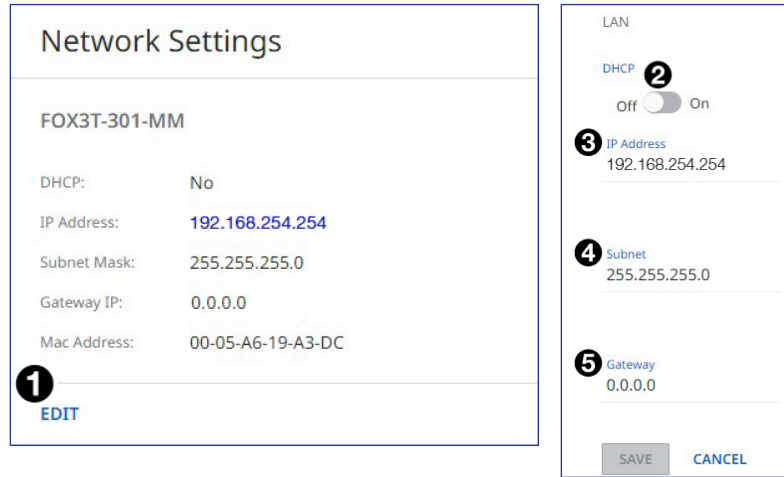 Network Settings
FOX3T-301-MM
DHCP: No
IP Address: 192.168.254.254
Subnet Mask: 255.255.255.0
Gateway IP: 0.0.0.0
Mac Address: 00-05-A6-19-A3-DC
1
EDIT
LAN
DHCP 2
Off On
3 IP Address
192.168.254.254
4 Subnet
255.255.255.0
5 Gateway
0.0.0.0
SAVE CANCEL